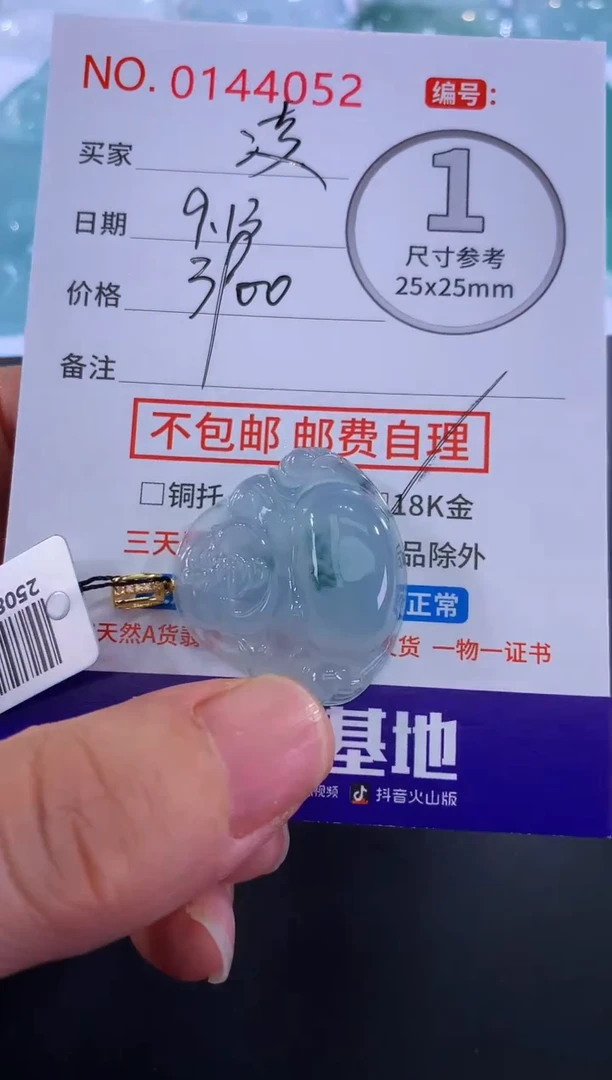 NO. 0144052 编号:
买家
日期 9.13
价格 3100
备注
1
尺寸参考
25x25mm
不包邮 邮费自理
□铜托 18K金
三天 品除外
正常
天然A货 货 一物一证书
基地
视频 抖音火山版
2508